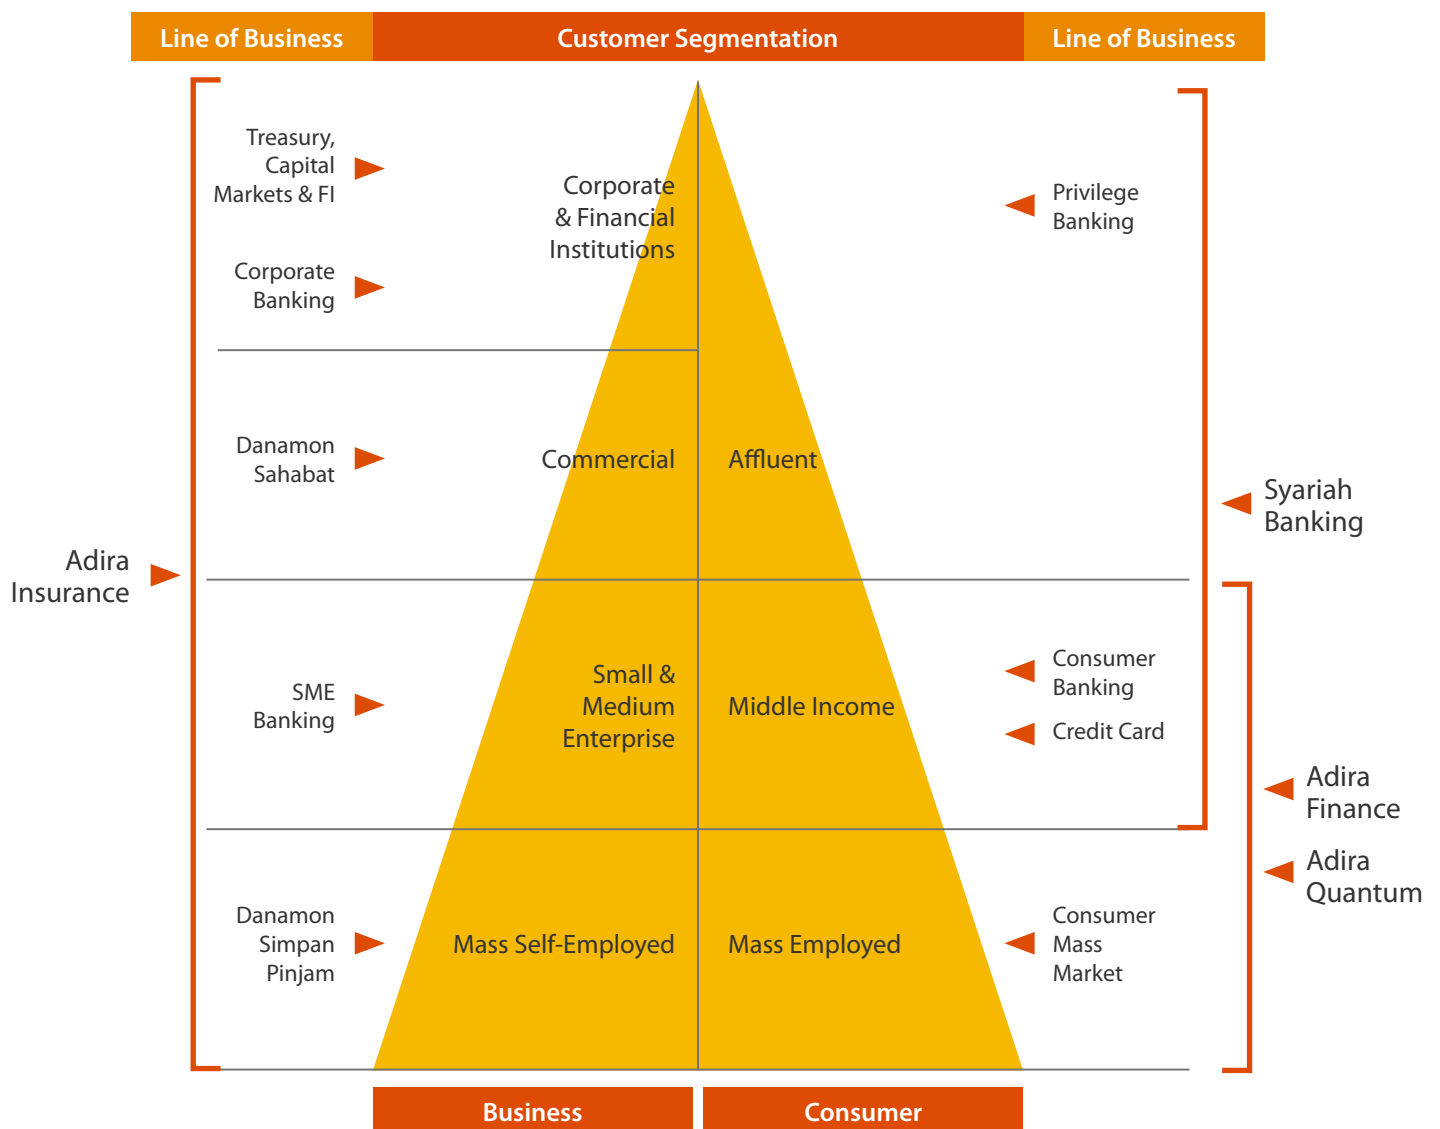 Line of Business
Customer Segmentation
Line of Business
Treasury,
Capital
Markets & FI
Corporate
& Financial
Institutions
Privilege
Banking
Corporate
Banking
Danamon
Sahabat
Commercial
Affluent
Syariah
Banking
Adira
Insurance
SME
Banking
Small &
Medium
Enterprise
Middle Income
Consumer
Banking
Credit Card
Adira
Finance
Adira
Quantum
Danamon
Simpan
Pinjam
Mass Self-Employed
Mass Employed
Consumer
Mass
Market
Business
Consumer